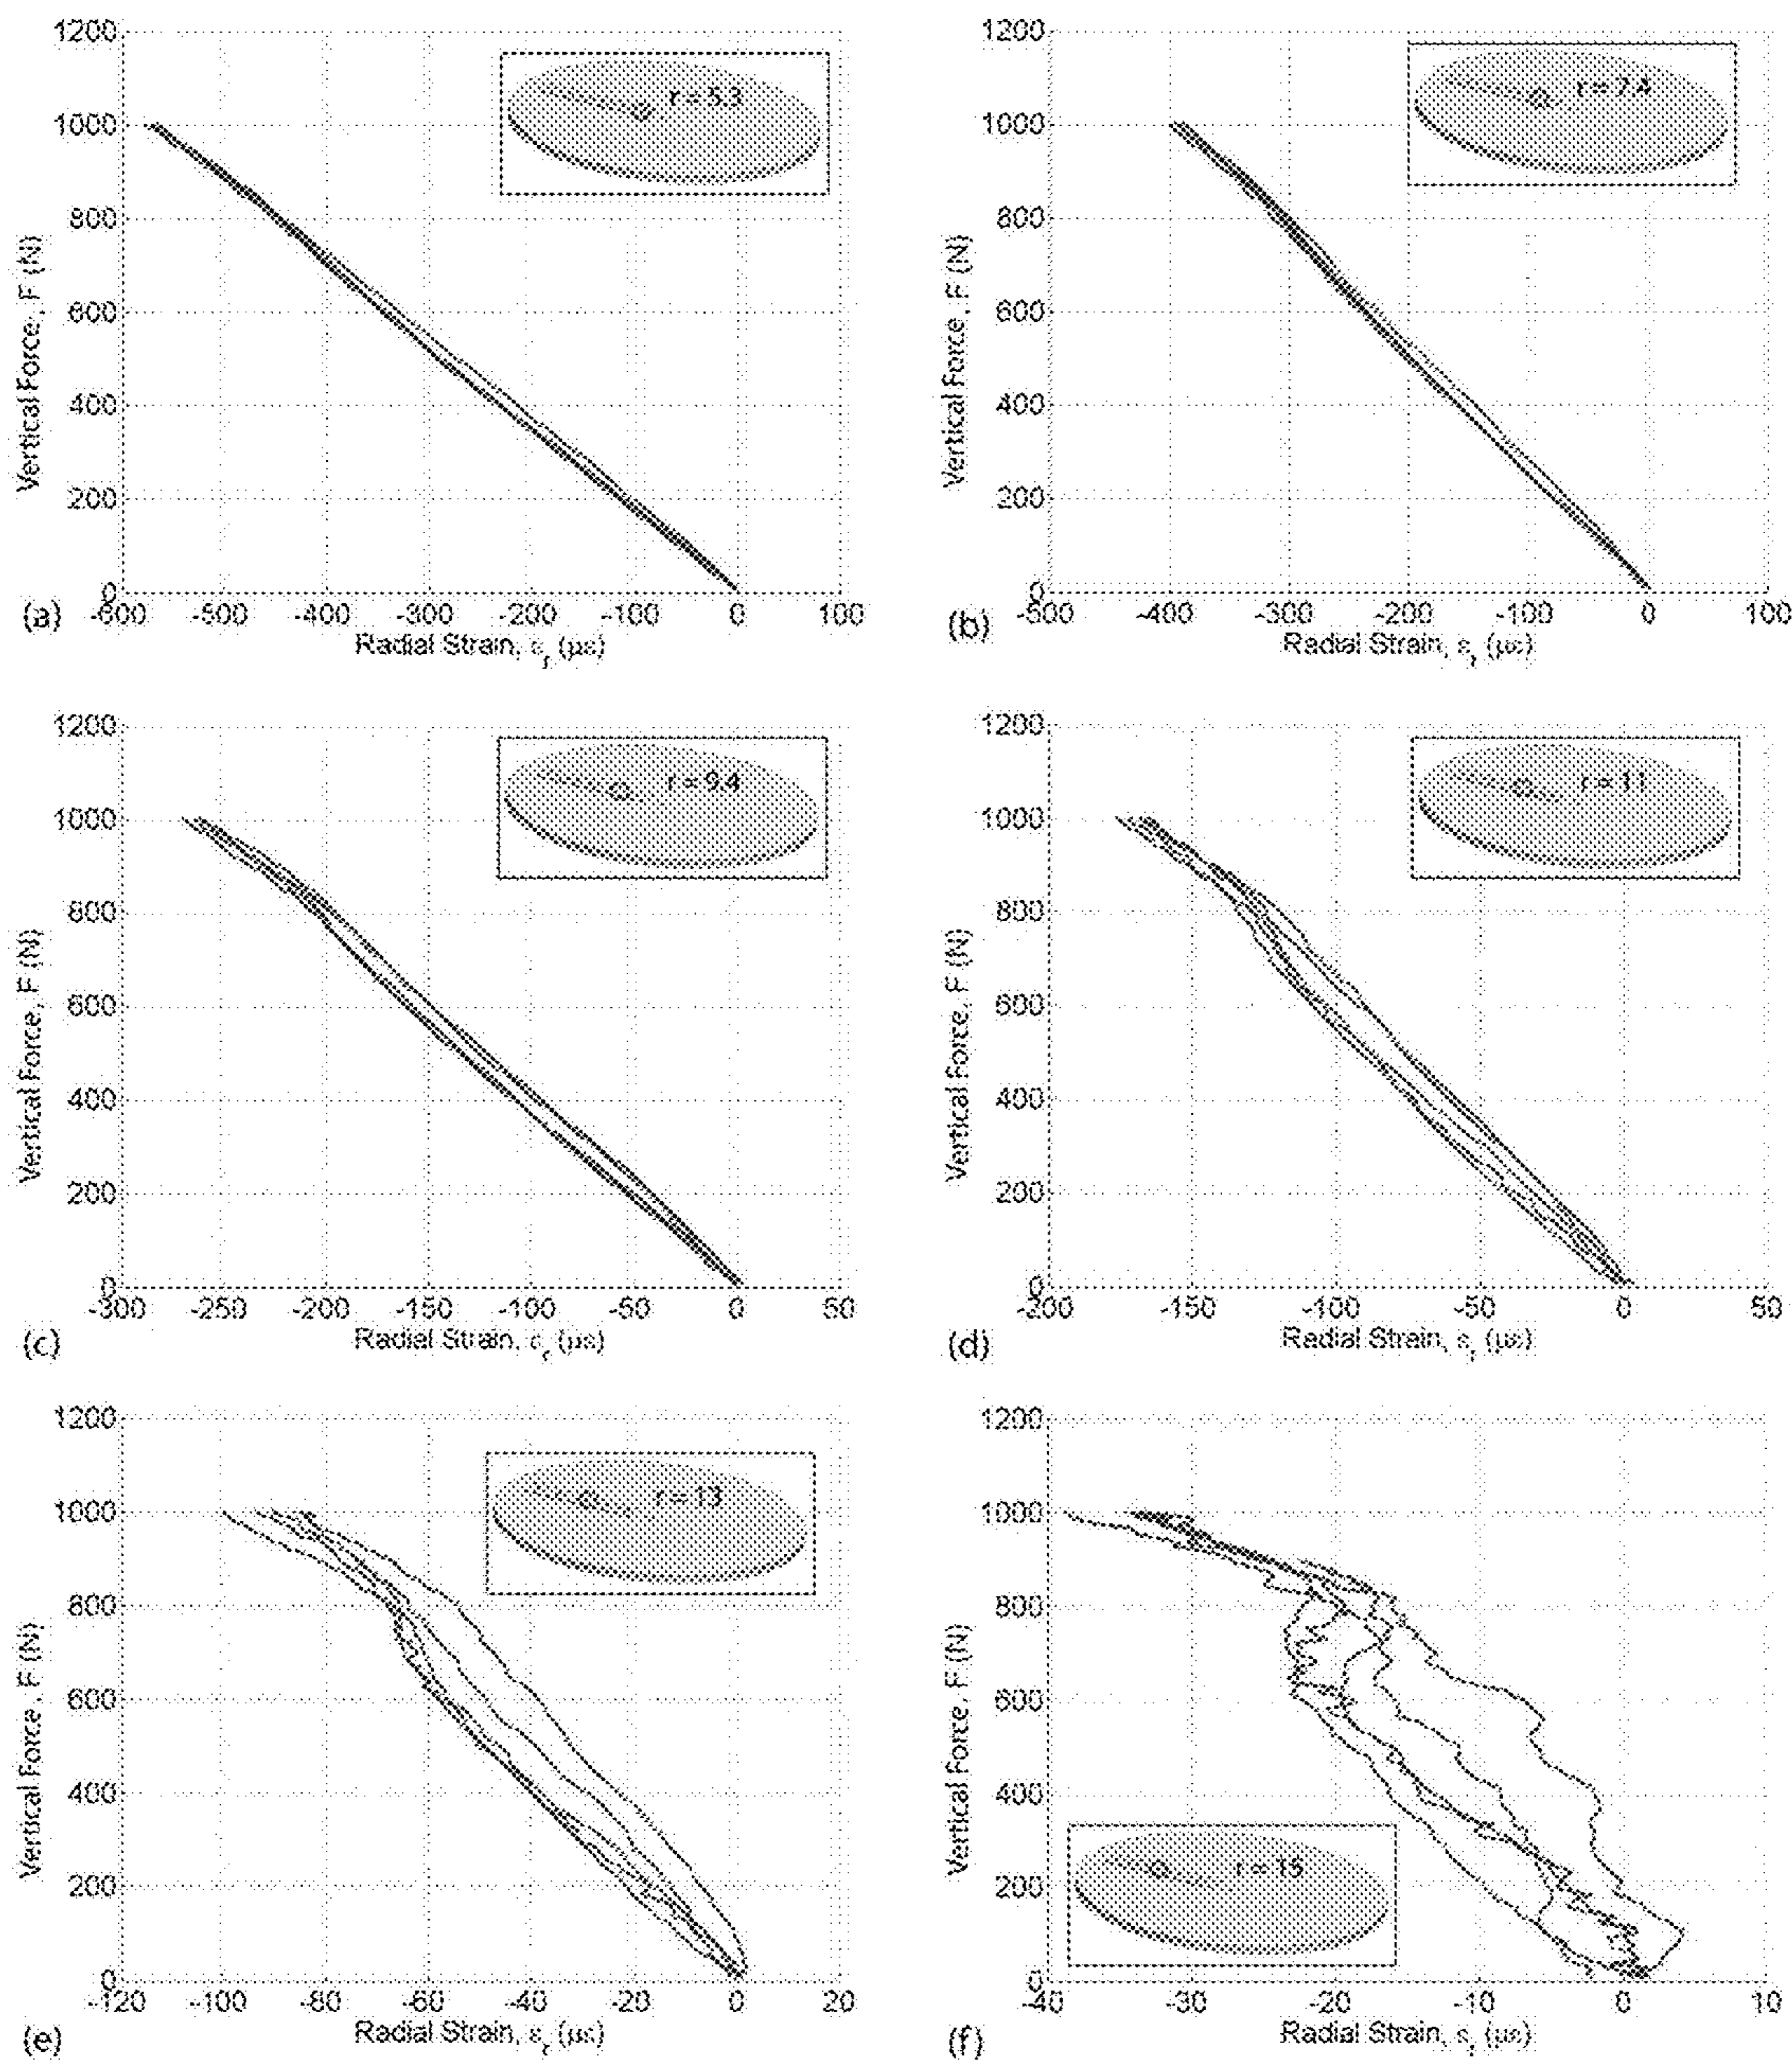 1200
1000
800
600
400
200
0
Vertical Force, F (N)
r = 5.3
-600 -500 -400 -300 -200 -100 0 100
(a)
Radial Strain, εr (με)
1200
1000
800
600
400
200
0
Vertical Force, F (N)
r = 7.4
-500 -400 -300 -200 -100 0 100
(b)
Radial Strain, εr (με)
1200
1000
800
600
400
200
0
Vertical Force, F (N)
r = 9.4
-300 -250 -200 -150 -100 -50 0 50
(c)
Radial Strain, εr (με)
1200
1000
800
600
400
200
0
Vertical Force, F (N)
r = 11
-200 -150 -100 -50 0 50
(d)
Radial Strain, εr (με)
1200
1000
800
600
400
200
0
Vertical Force, F (N)
r = 13
-120 -100 -80 -60 -40 -20 0 20
(e)
Radial Strain, εr (με)
1200
1000
800
600
400
200
0
Vertical Force, F (N)
r = 15
-40 -30 -20 -10 0 10
(f)
Radial Strain, εr (με)